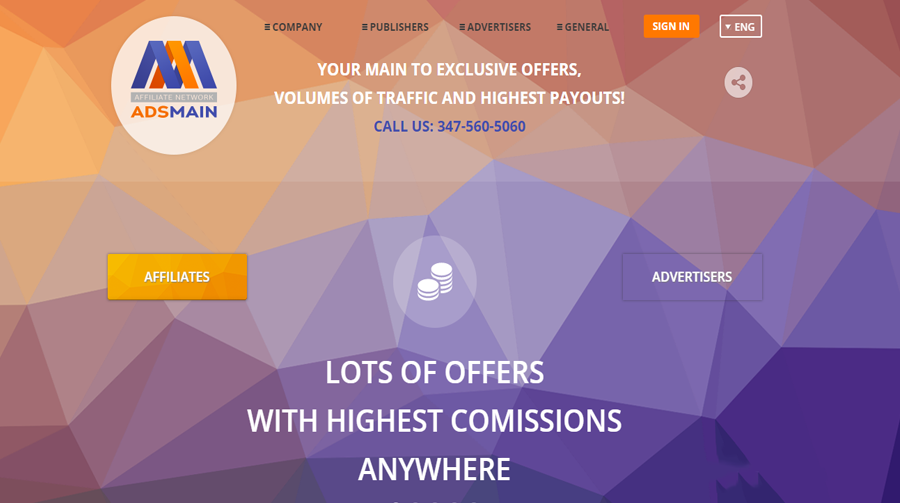 COMPANY
PUBLISHERS
ADVERTISERS
GENERAL
SIGN IN
ENG
AFFILIATE NETWORK
ADSMAIN
YOUR MAIN TO EXCLUSIVE OFFERS,
VOLUMES OF TRAFFIC AND HIGHEST PAYOUTS!
CALL US: 347-560-5060
AFFILIATES
ADVERTISERS
LOTS OF OFFERS
WITH HIGHEST COMISSIONS
ANYWHERE